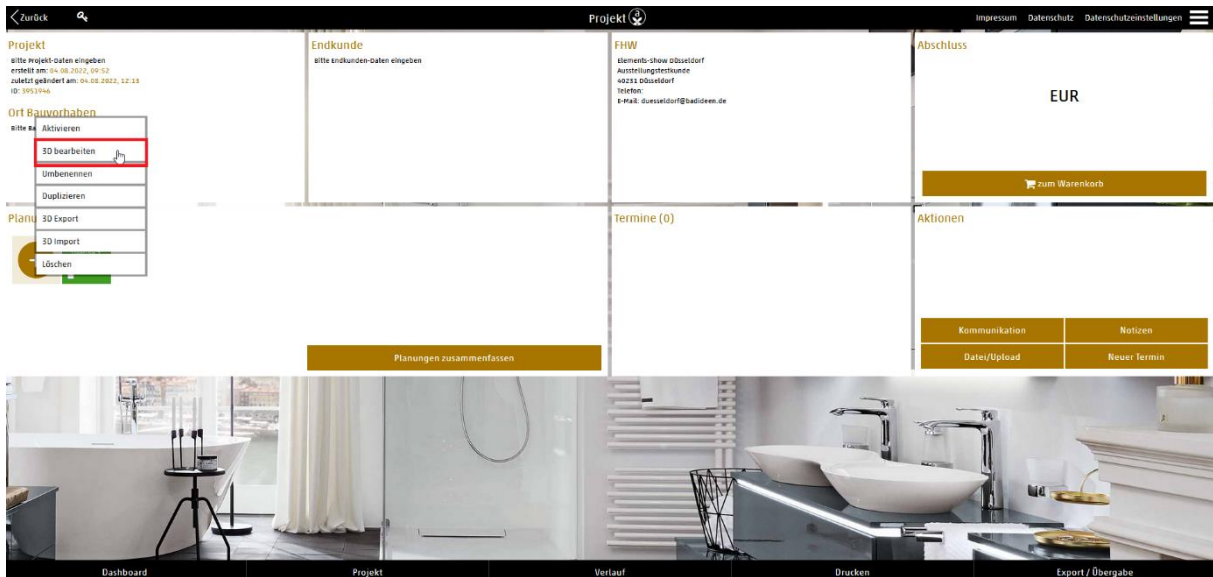 Zurück
Projekt
Impressum Datenschutz Datenschutzeinstellungen
Projekt
Bitte Projekt-Daten eingeben
erstellt am: 04.08.2022, 09:52
zuletzt geändert am: 04.08.2022, 12:13
ID: 3951946
Ort Bauvorhaben
Bitte Ba
Aktivieren
3D bearbeiten
Umbenennen
Duplizieren
3D Export
3D Import
Löschen
Endkunde
Bitte Endkunden-Daten eingeben
FHW
Elements-Show Düsseldorf
Ausstellungstestkunde
40231 Düsseldorf
Telefon:
E-Mail: duesseldorf@badideen.de
Abschluss
EUR
zum Warenkorb
Planu
Planungen zusammenfassen
Termine (0)
Aktionen
Kommunikation Notizen
Datei/Upload Neuer Termin
Dashboard Projekt Verlauf Drucken Export / Übergabe